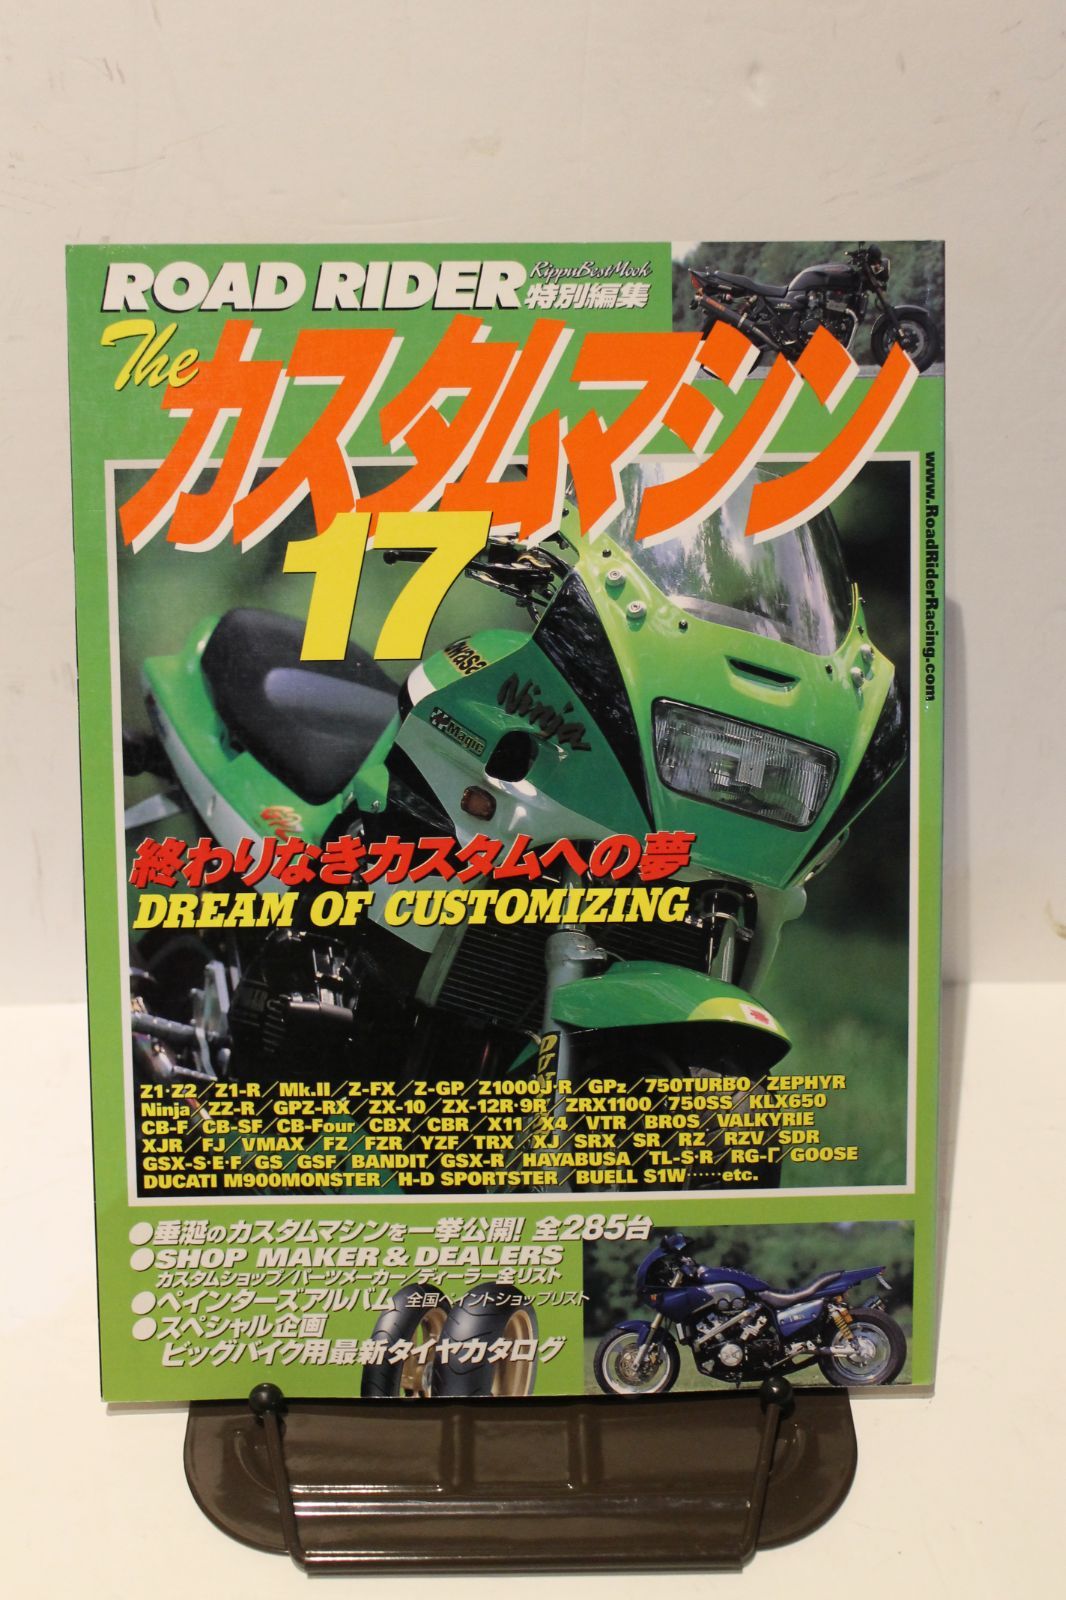 ROAD RIDER
RippuBestMook
特別編集
The
カスタムマシン
17
www.RoadRiderRacing.com
Ninja
Magic
終わりなきカスタムへの夢
DREAM OF CUSTOMIZING
Z1·Z2/Z1-R/Mk.II/Z-FX/Z-GP/Z1000J·R/GPz/750TURBO/ZEPHYR
Ninja/ZZ-R/GPZ-RX/ZX-10/ZX-12R·9R/ZRX1100/750SS/KLX650
CB-F/CB-SF/CB-Four/CBX/CBR/X11/X4/VTR/BROS/VALKYRIE
XJR/FJ/VMAX/FZ/FZR/YZF/TRX/XJ/SRX/SR/RZ/RZV/SDR
GSX-S·E·F/GS/GSF/BANDIT/GSX-R/HAYABUSA/TL-S·R/RG-Γ/GOOSE
DUCATI M900MONSTER/H-D SPORTSTER/BUELL S1W……etc.
●垂涎のカスタムマシンを一挙公開! 全285台
●SHOP MAKER & DEALERS
カスタムショップ/パーツメーカー/ディーラー全リスト
●ペインターズアルバム 全国ペイントショップリスト
●スペシャル企画
ビッグバイク用最新タイヤカタログ